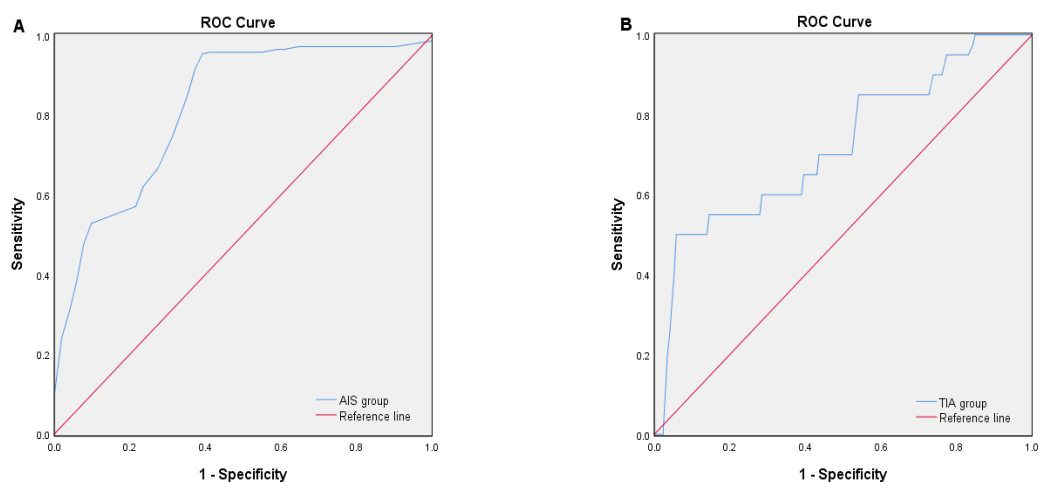 A
ROC Curve
1.0
0.8
0.6
0.4
0.2
0.0
Sensitivity
AIS group
Reference line
0.0 0.2 0.4 0.6 0.8 1.0
1 - Specificity
B
ROC Curve
1.0
0.8
0.6
0.4
0.2
0.0
Sensitivity
TIA group
Reference line
0.0 0.2 0.4 0.6 0.8 1.0
1 - Specificity